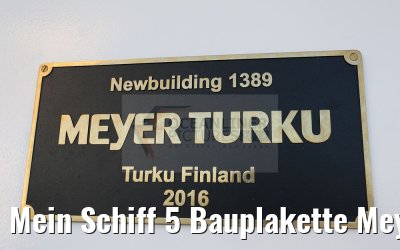 Newbuilding 1389
MEYER TURKU
Turku Finland
2016
Mein Schiff 5 Bauplakette Mey